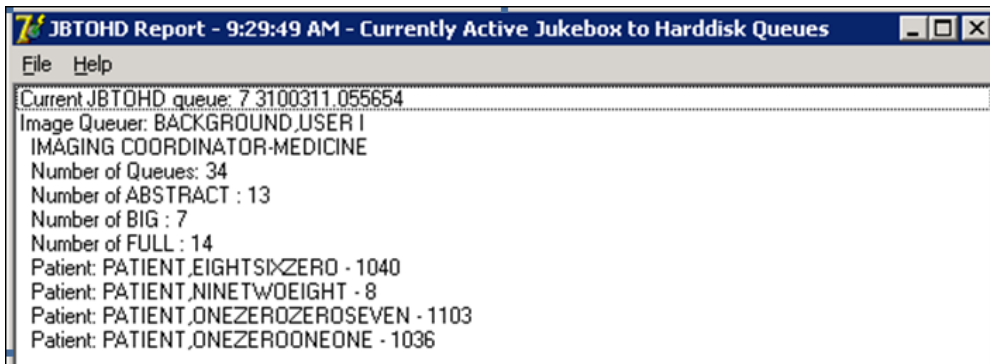 JBTOHD Report - 9:29:49 AM - Currently Active Jukebox to Harddisk Queues
File Help
Current JBTOHD queue: 7 3100311.055654
Image Queuer: BACKGROUND,USER I
IMAGING COORDINATOR-MEDICINE
Number of Queues: 34
Number of ABSTRACT : 13
Number of BIG : 7
Number of FULL : 14
Patient: PATIENT,EIGHTSIXZERO - 1040
Patient: PATIENT,NINETWOEIGHT - 8
Patient: PATIENT,ONEZEROZEROSEVEN - 1103
Patient: PATIENT,ONEZEROONEONE - 1036